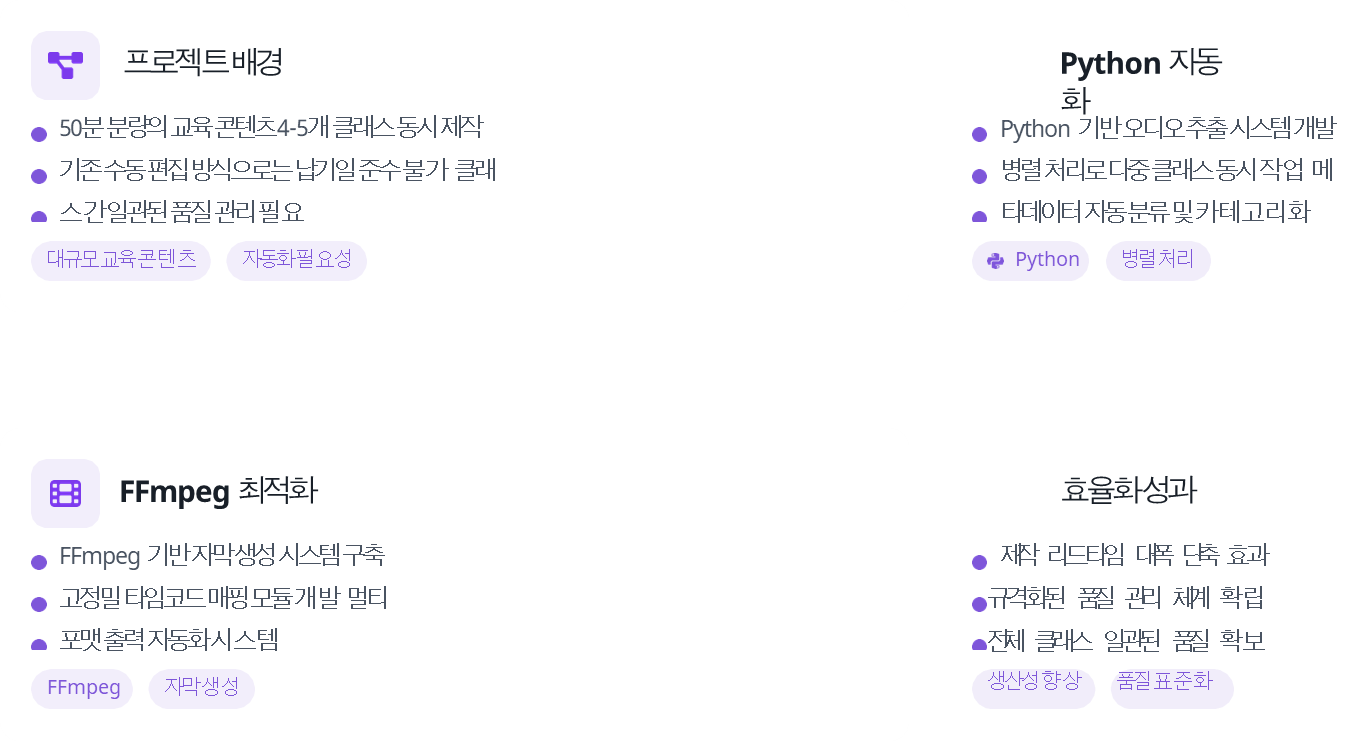 프로젝트 배경
50분 분량의 교육 콘텐츠 4-5개 클래스 동시 제작
기존 수동 편집 방식으로는 납기일 준수 불가 클래
스 간 일관된 품질 관리 필요
대규모 교육 콘텐츠 자동화 필요성
Python 자동
화
Python 기반 오디오 추출 시스템 개발
병렬 처리로 다중 클래스 동시 작업 메
타데이터 자동 분류 및 카테고리화
Python 병렬 처리
FFmpeg 최적화
FFmpeg 기반 자막 생성 시스템 구축
고정밀 타임코드 매핑 모듈 개발 멀티
포맷 출력 자동화 시스템
FFmpeg 자막 생성
효율화 성과
제작 리드타임 대폭 단축 효과
규격화된 품질 관리 체계 확립
전체 클래스 일관된 품질 확보
생산성 향상 품질 표준화